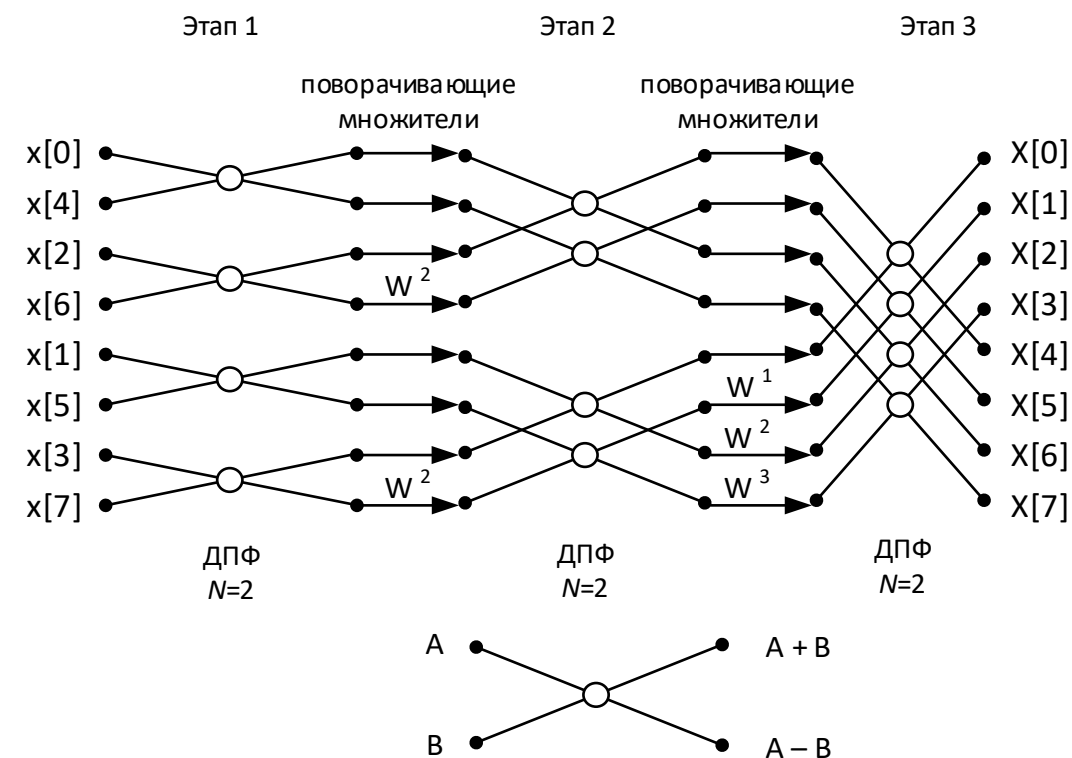 Этап 1 Этап 2 Этап 3
поворачивающие множители
поворачивающие множители
x[0] X[0]
x[4] X[1]
x[2] X[2]
W 2
x[6] X[3]
x[1] X[4]
W 1
x[5] X[5]
W 2
x[3] X[6]
W 2 W 3
x[7] X[7]
ДПФ ДПФ ДПФ
N=2 N=2 N=2
A A + B
B A – B